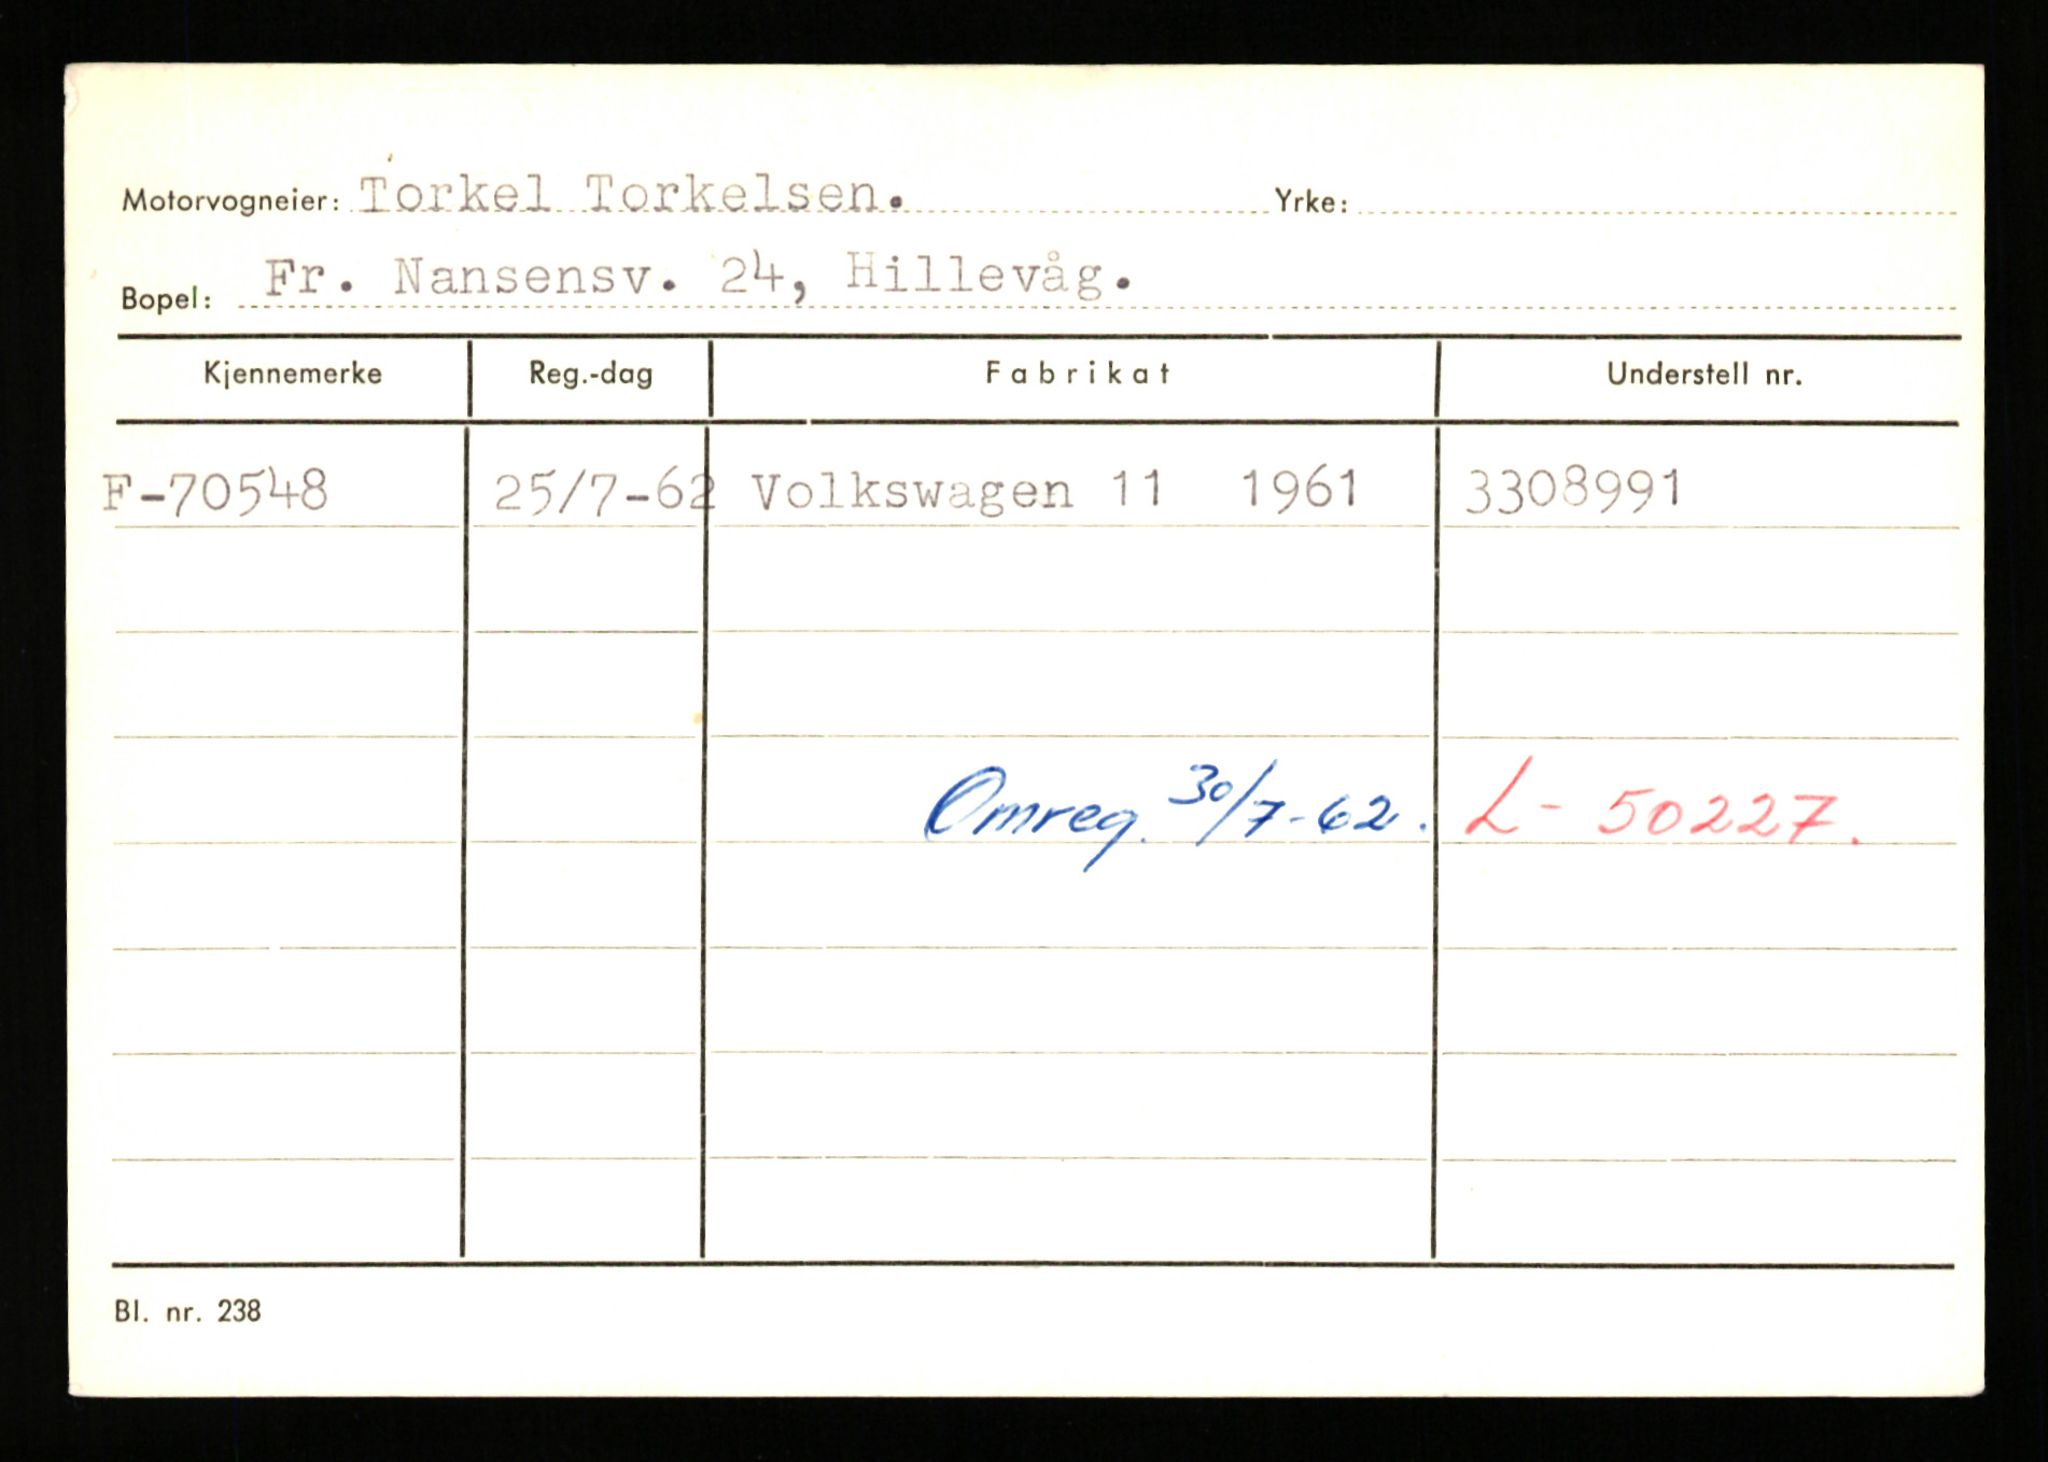 Motorvogneier: Torkel Torkelsen. Yrke:
Bopel: Fr. Nansensv. 24, Hillevåg.
Kjennemerke Reg.-dag Fabrikat Understell nr.
F-70548 25/7-62 Volkswagen 11 1961 3308991
Omreg. 30/7-62. L- 50227.
Bl. nr. 238